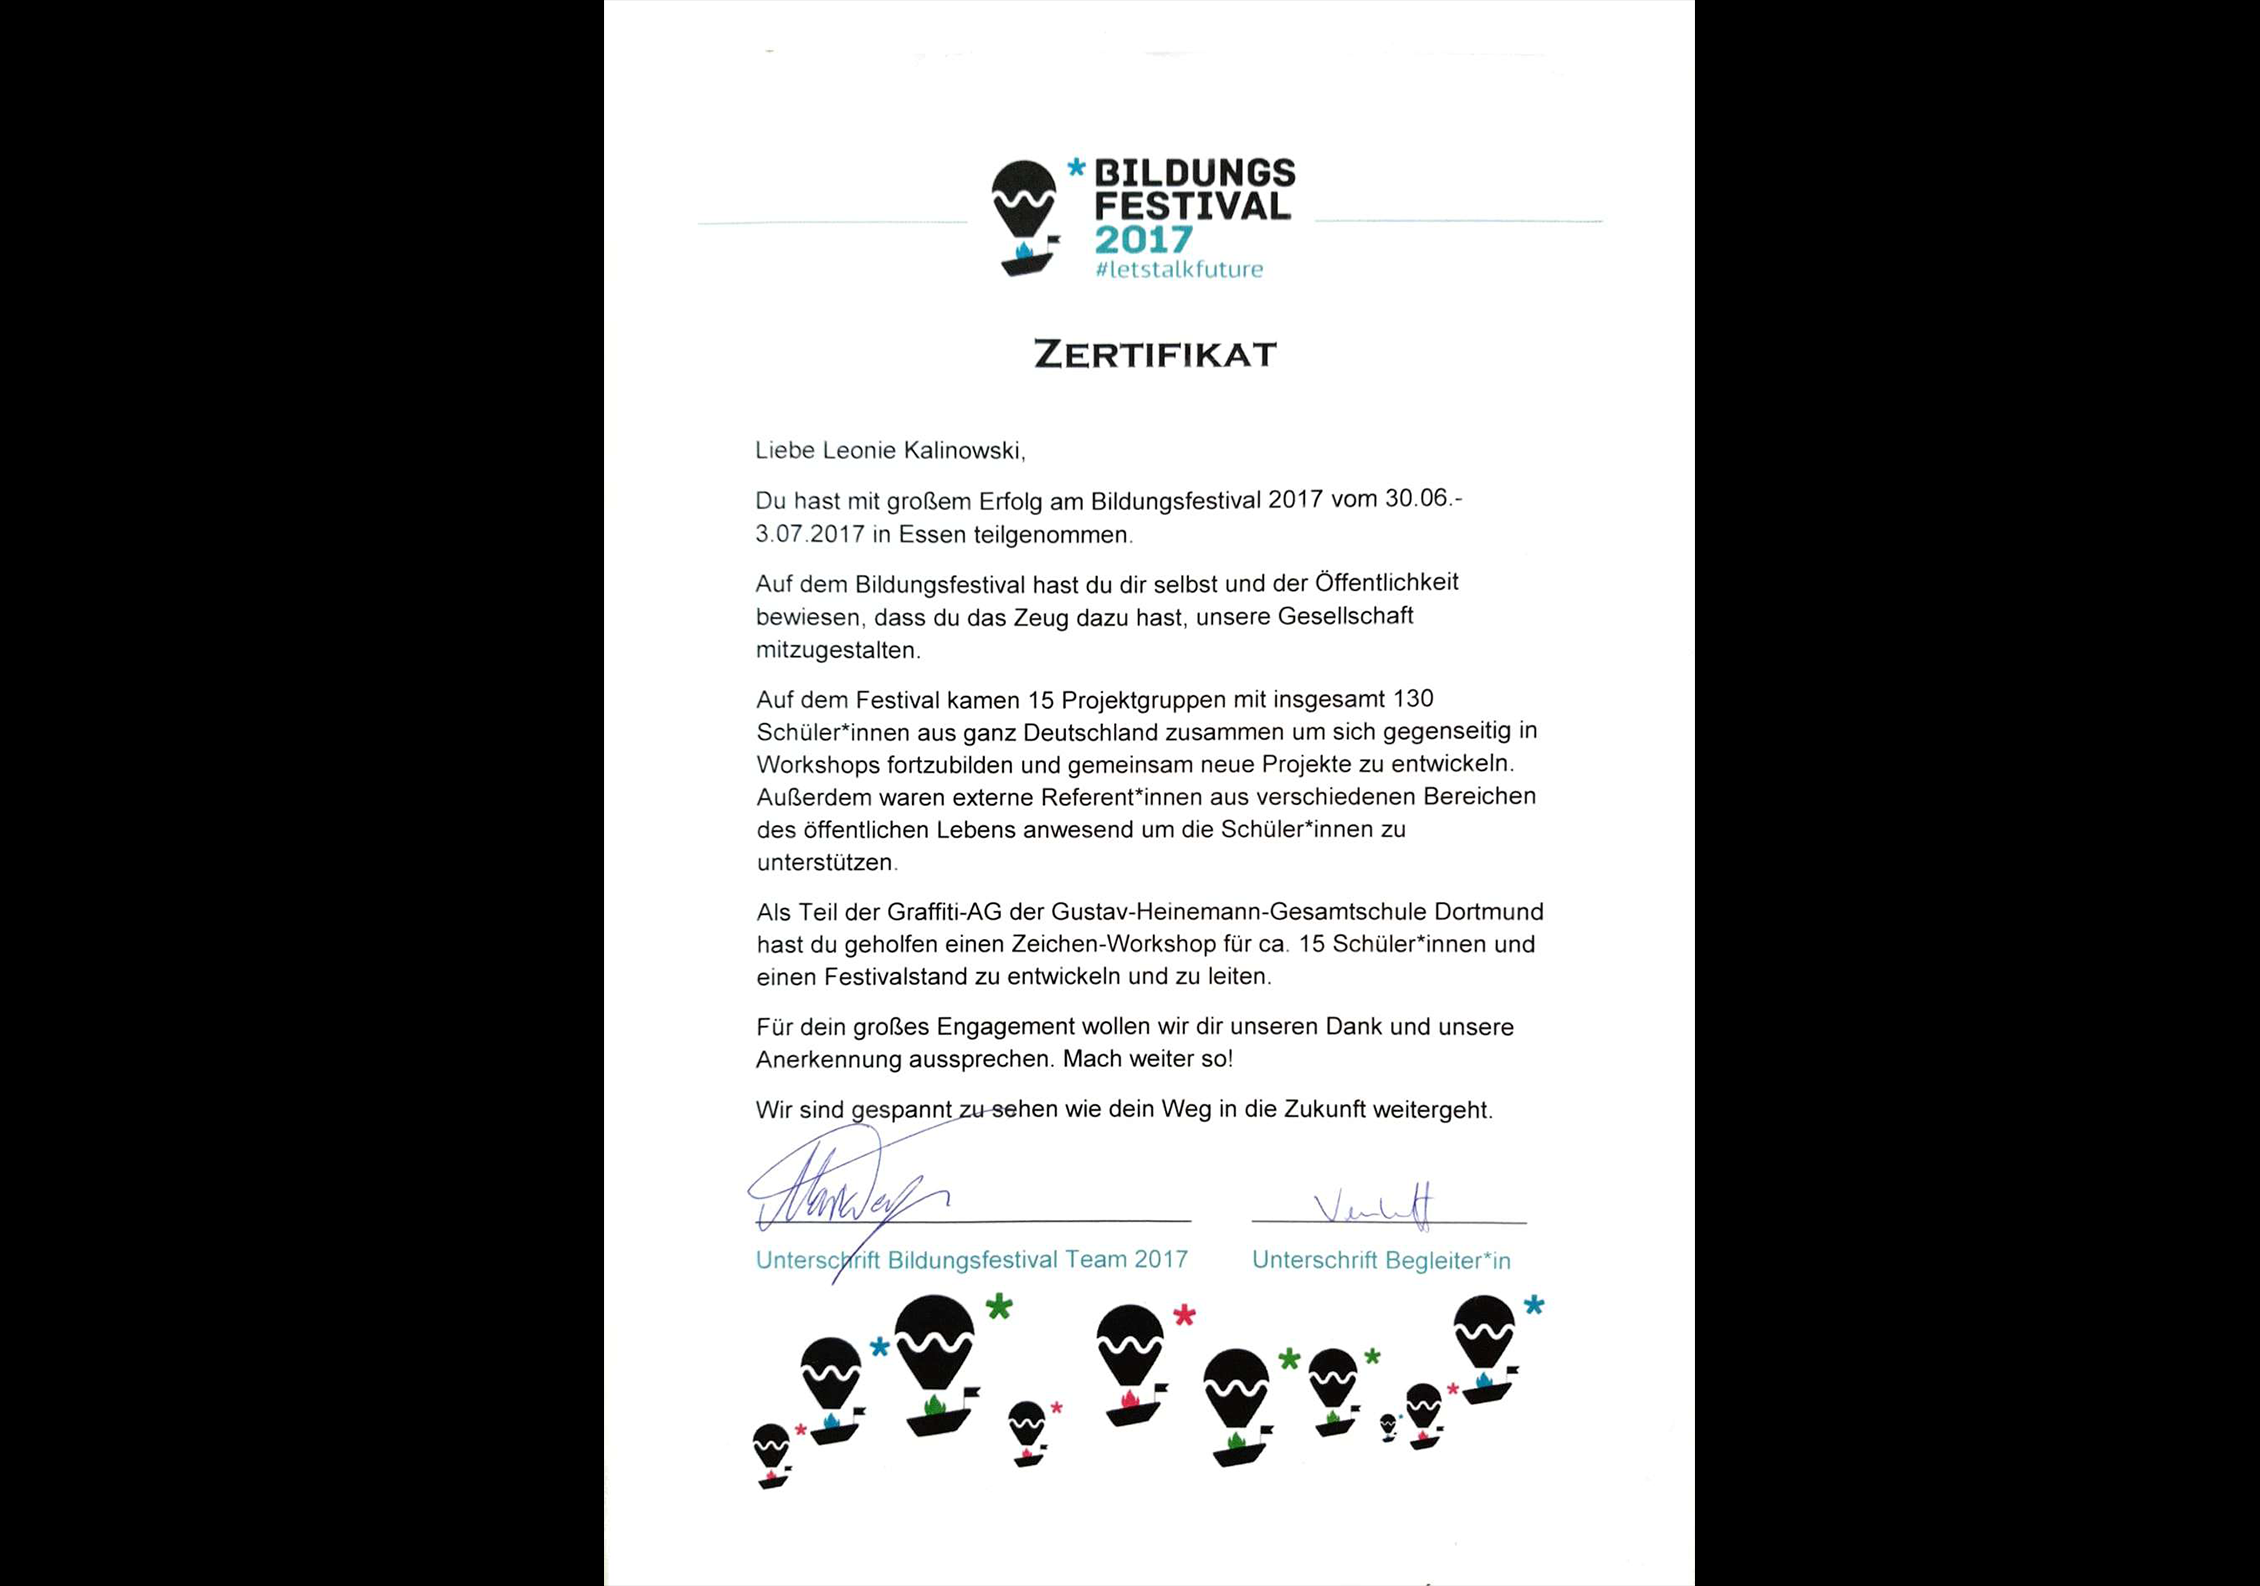 * BILDUNGS
FESTIVAL
2017
#letstalkfuture
ZERTIFIKAT
Liebe Leonie Kalinowski,
Du hast mit großem Erfolg am Bildungsfestival 2017 vom 30.06.-
3.07.2017 in Essen teilgenommen.
Auf dem Bildungsfestival hast du dir selbst und der Öffentlichkeit
bewiesen, dass du das Zeug dazu hast, unsere Gesellschaft
mitzugestalten.
Auf dem Festival kamen 15 Projektgruppen mit insgesamt 130
Schüler*innen aus ganz Deutschland zusammen um sich gegenseitig in
Workshops fortzubilden und gemeinsam neue Projekte zu entwickeln.
Außerdem waren externe Referent*innen aus verschiedenen Bereichen
des öffentlichen Lebens anwesend um die Schüler*innen zu
unterstützen.
Als Teil der Graffiti-AG der Gustav-Heinemann-Gesamtschule Dortmund
hast du geholfen einen Zeichen-Workshop für ca. 15 Schüler*innen und
einen Festivalstand zu entwickeln und zu leiten.
Für dein großes Engagement wollen wir dir unseren Dank und unsere
Anerkennung aussprechen. Mach weiter so!
Wir sind gespannt zu sehen wie dein Weg in die Zukunft weitergeht.
Unterschrift Bildungsfestival Team 2017
Unterschrift Begleiter*in